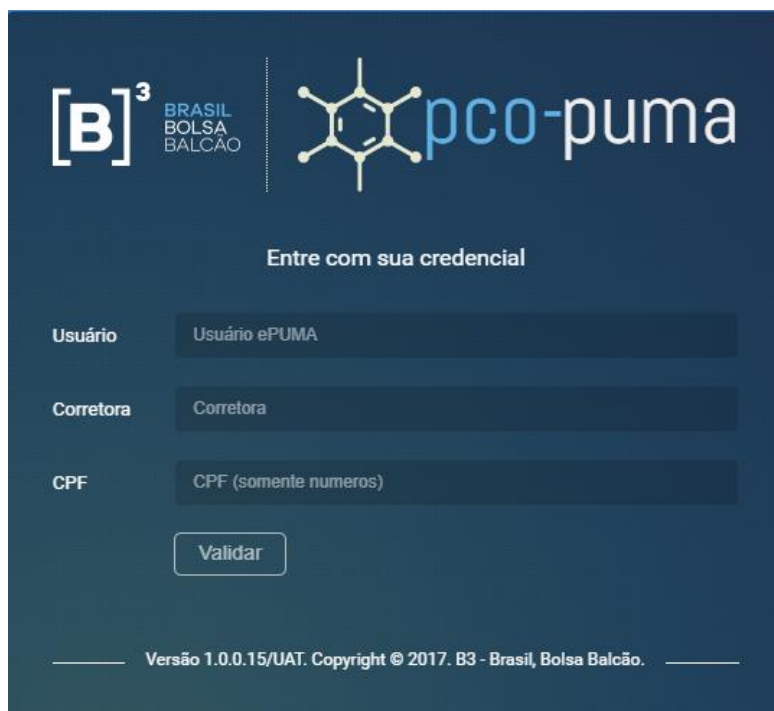 [B]³
BRASIL
BOLSA
BALCÃO
pco-puma
Entre com sua credencial
Usuário
Usuário ePUMA
Corretora
Corretora
CPF
CPF (somente numeros)
Validar
Versão 1.0.0.15/UAT. Copyright © 2017. B3 - Brasil, Bolsa Balcão.